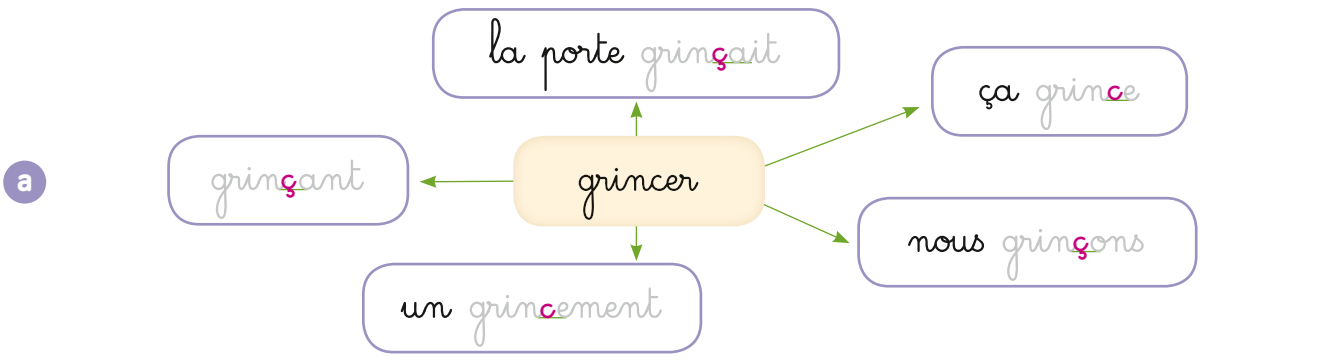 la porte grinçait
ça grince
a
grinçant
grincer
nous grinçons
un grincement